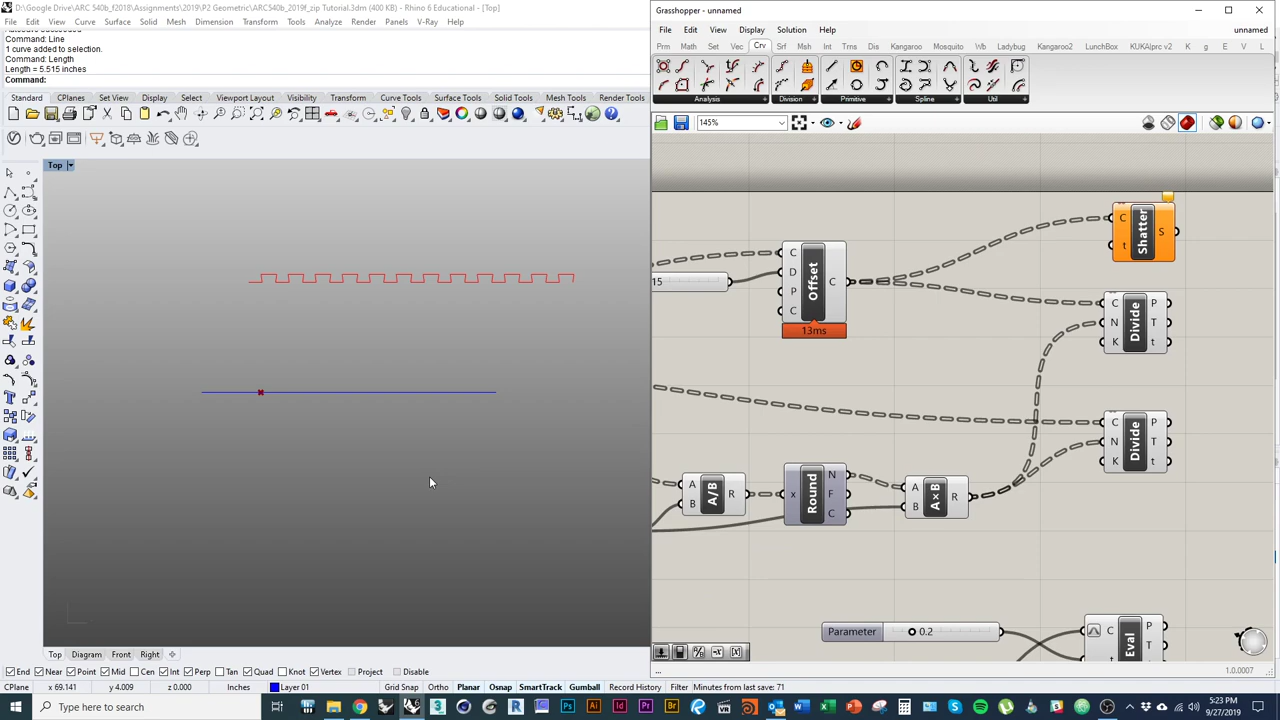 D:\Google Drive\ARC 540b_f2018\Assignments\2019\P2 Geometric\ARC540B_2019f_zip Tutorial.3dm (400 KB) - Rhino 6 Educational - [Top]
File Edit View Curve Surface Solid Mesh Dimension Transform Tools Analyze Render Panels V-Ray Help
Command: Line
1 curve added to selection.
Command: Length
Length = 5.515 inches
Command:
Standard CPlanes Set View Display Select Viewport Layout Visibility Transform Curve Tools Surface Tools Solid Tools Mesh Tools Render Tools
Top
Grasshopper - unnamed
File Edit View Display Solution Help unnamed
Prm Math Set Vec Crv Srf Msh Int Trns Dis Kangaroo Mosquito Wb Ladybug Kangaroo2 LunchBox KUKA|prc v2 K g E V L
Analysis Division Primitive Spline Util
145%
C Shatter S
t
C Offset C
D
P
C
15
13ms
C Divide P
N T
K t
C Divide P
N T
K t
A A/B R
B
x Round N
F
C
A A×B R
B
Parameter 0.2
C Eval P
T
1.0.0007
Top Diagram Front Right
End Near Point Mid Cen Int Perp Tan Quad Knot Vertex Project Disable
CPlane x 69.141 y 4.009 z 0.000 Inches Layer 01 Grid Snap Ortho Planar Osnap SmartTrack Gumball Record History Filter Minutes from last save: 71
Type here to search
5:23 PM
9/27/2019